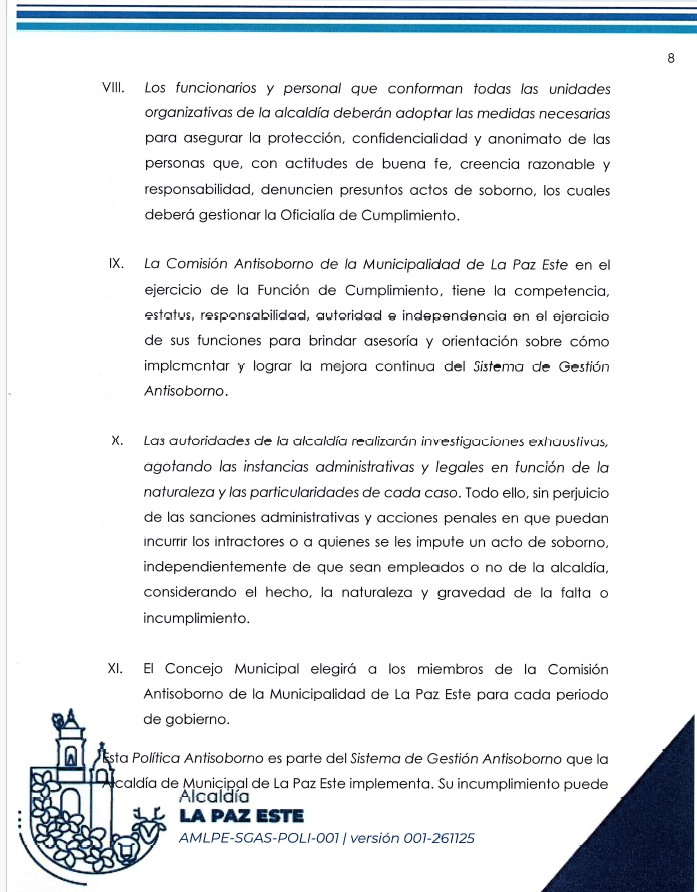 8
VIII. Los funcionarios y personal que conforman todas las unidades
organizativas de la alcaldía deberán adoptar las medidas necesarias
para asegurar la protección, confidencialidad y anonimato de las
personas que, con actitudes de buena fe, creencia razonable y
responsabilidad, denuncien presuntos actos de soborno, los cuales
deberá gestionar la Oficialía de Cumplimiento.
IX. La Comisión Antisoborno de la Municipalidad de La Paz Este en el
ejercicio de la Función de Cumplimiento, tiene la competencia,
estatus, responsabilidad, autoridad e independencia en el ejercicio
de sus funciones para brindar asesoría y orientación sobre cómo
implementar y lograr la mejora continua del Sistema de Gestión
Antisoborno.
X. Las autoridades de la alcaldía realizarán investigaciones exhaustivas,
agotando las instancias administrativas y legales en función de la
naturaleza y las particularidades de cada caso. Todo ello, sin perjuicio
de las sanciones administrativas y acciones penales en que puedan
incurrir los infractores o a quienes se les impute un acto de soborno,
independientemente de que sean empleados o no de la alcaldía,
considerando el hecho, la naturaleza y gravedad de la falta o
incumplimiento.
XI. El Concejo Municipal elegirá a los miembros de la Comisión
Antisoborno de la Municipalidad de La Paz Este para cada periodo
de gobierno.
Esta Política Antisoborno es parte del Sistema de Gestión Antisoborno que la
Alcaldía de Municipal de La Paz Este implementa. Su incumplimiento puede
Alcaldía
LA PAZ ESTE
AMLPE-SGAS-POLI-001 | versión 001-261125